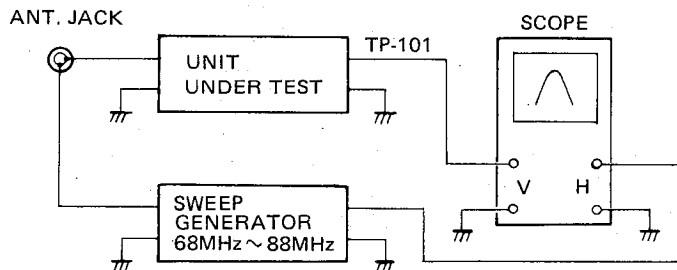 ANT. JACK
SCOPE
TP-101
UNIT
UNDER TEST
V
H
SWEEP
GENERATOR
68MHz~88MHz